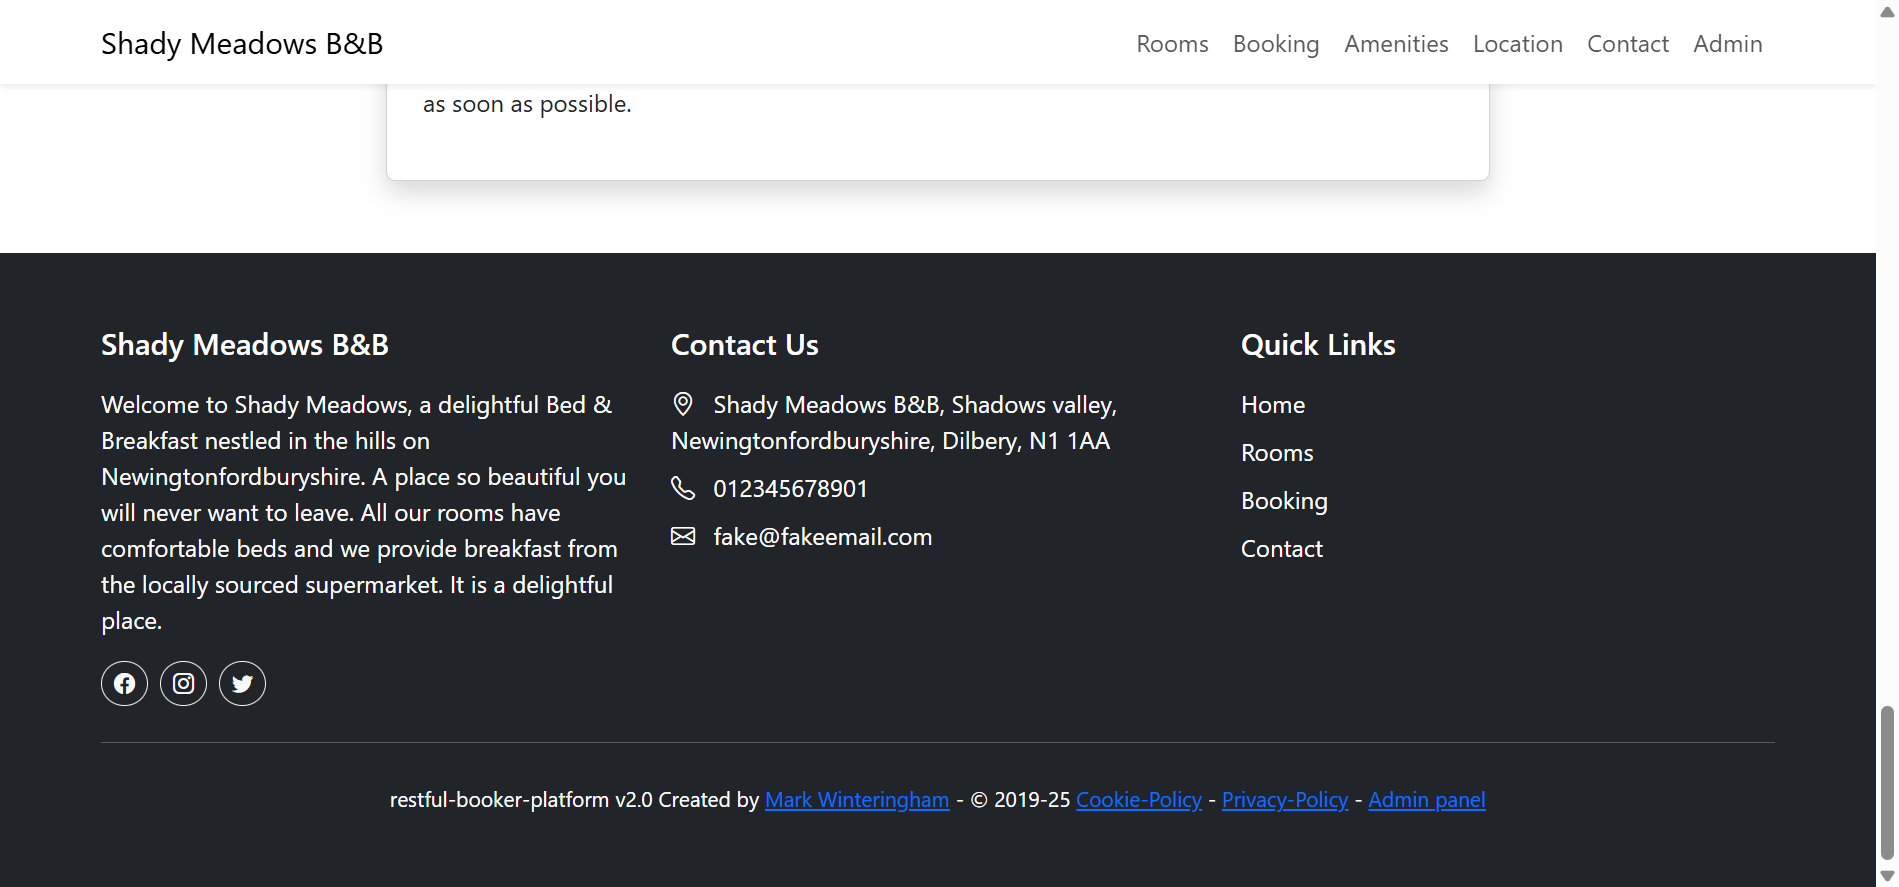 Shady Meadows B&B
Rooms Booking Amenities Location Contact Admin
as soon as possible.
Shady Meadows B&B
Welcome to Shady Meadows, a delightful Bed &
Breakfast nestled in the hills on
Newingtonfordburyshire. A place so beautiful you
will never want to leave. All our rooms have
comfortable beds and we provide breakfast from
the locally sourced supermarket. It is a delightful
place.
Contact Us
Shady Meadows B&B, Shadows valley,
Newingtonfordburyshire, Dilbery, N1 1AA
012345678901
fake@fakeemail.com
Quick Links
Home
Rooms
Booking
Contact
restful-booker-platform v2.0 Created by Mark Winteringham - © 2019-25 Cookie-Policy - Privacy-Policy - Admin panel